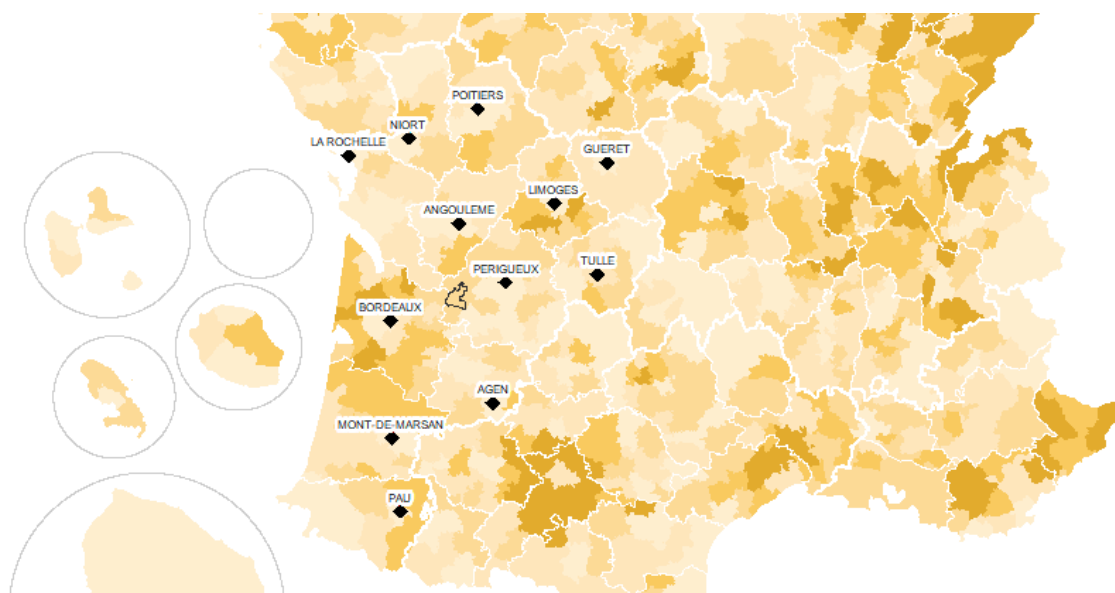 POITIERS
NIORT
LA ROCHELLE
GUERET
LIMOGES
ANGOULEME
PERIGUEUX
TULLE
BORDEAUX
AGEN
MONT-DE-MARSAN
PAU